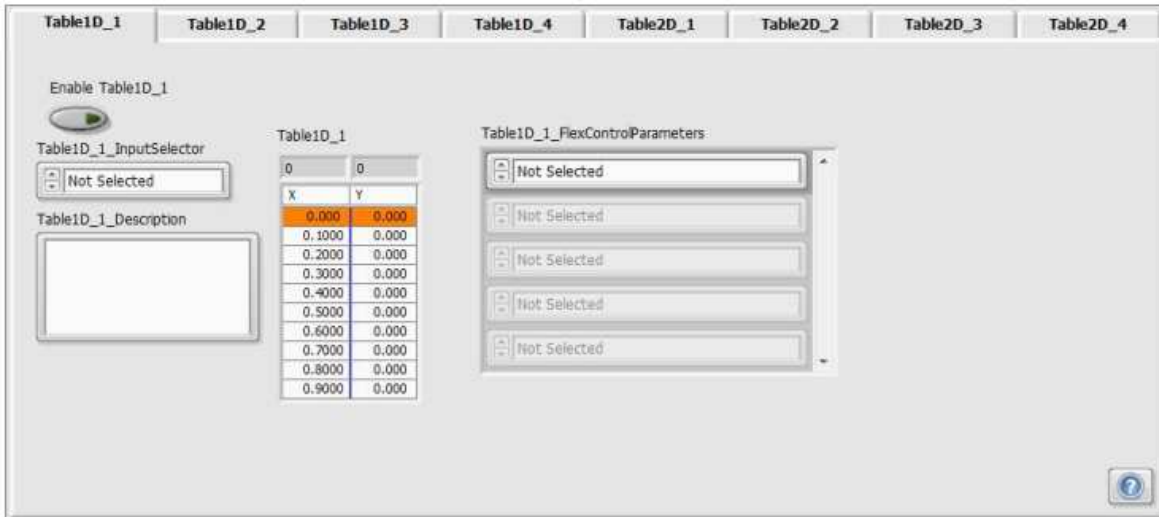 Table1D_1 Table1D_2 Table1D_3 Table1D_4 Table2D_1 Table2D_2 Table2D_3 Table2D_4
Enable Table1D_1
Table1D_1_InputSelector
Not Selected
Table1D_1_Description
Table1D_1
0 0
X Y
0.000 0.000
0.1000 0.000
0.2000 0.000
0.3000 0.000
0.4000 0.000
0.5000 0.000
0.6000 0.000
0.7000 0.000
0.8000 0.000
0.9000 0.000
Table1D_1_FlexControlParameters
Not Selected
Not Selected
Not Selected
Not Selected
Not Selected
?